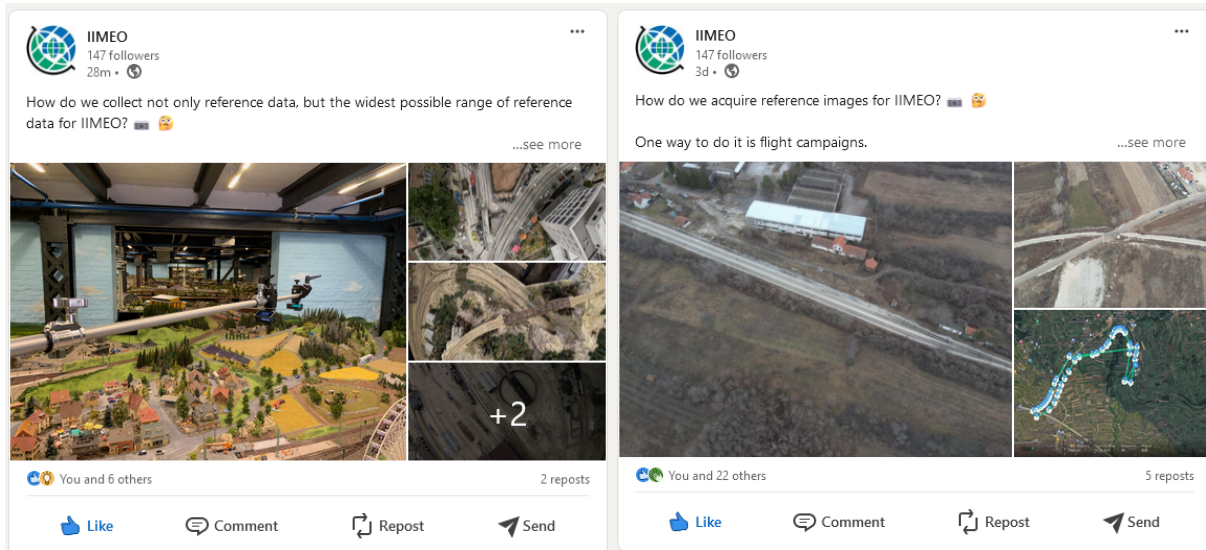 IIMEO
147 followers
28m •
How do we collect not only reference data, but the widest possible range of reference
data for IIMEO?
...see more
+2
You and 6 others
2 reposts
Like
Comment
Repost
Send
IIMEO
147 followers
3d •
How do we acquire reference images for IIMEO?
One way to do it is flight campaigns.
...see more
You and 22 others
5 reposts
Like
Comment
Repost
Send